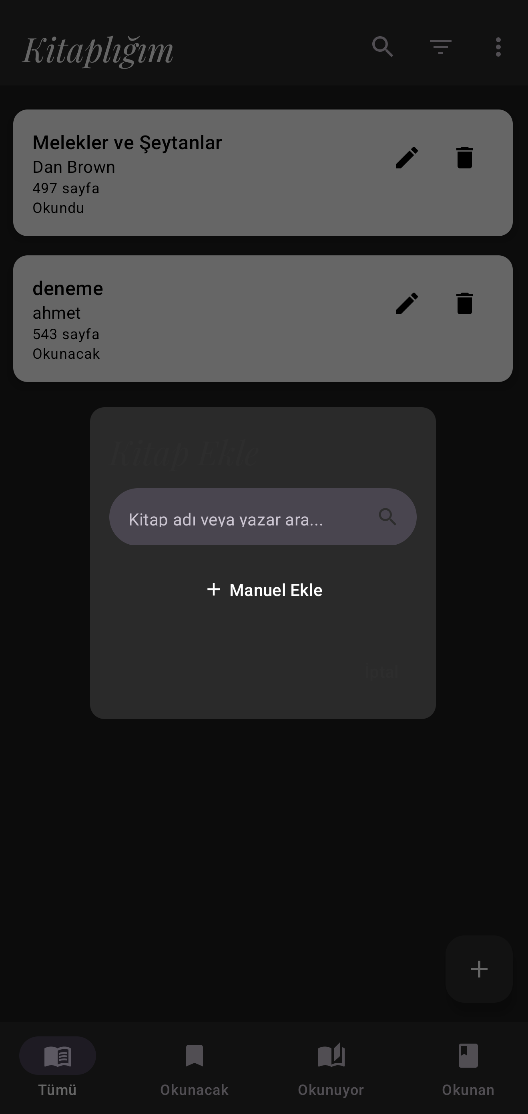 Kitaplığım
Melekler ve Şeytanlar
Dan Brown
497 sayfa
Okundu
deneme
ahmet
543 sayfa
Okunacak
Kitap Ekle
Kitap adı veya yazar ara...
Manuel Ekle
İptal
Tümü
Okunacak
Okunuyor
Okunan